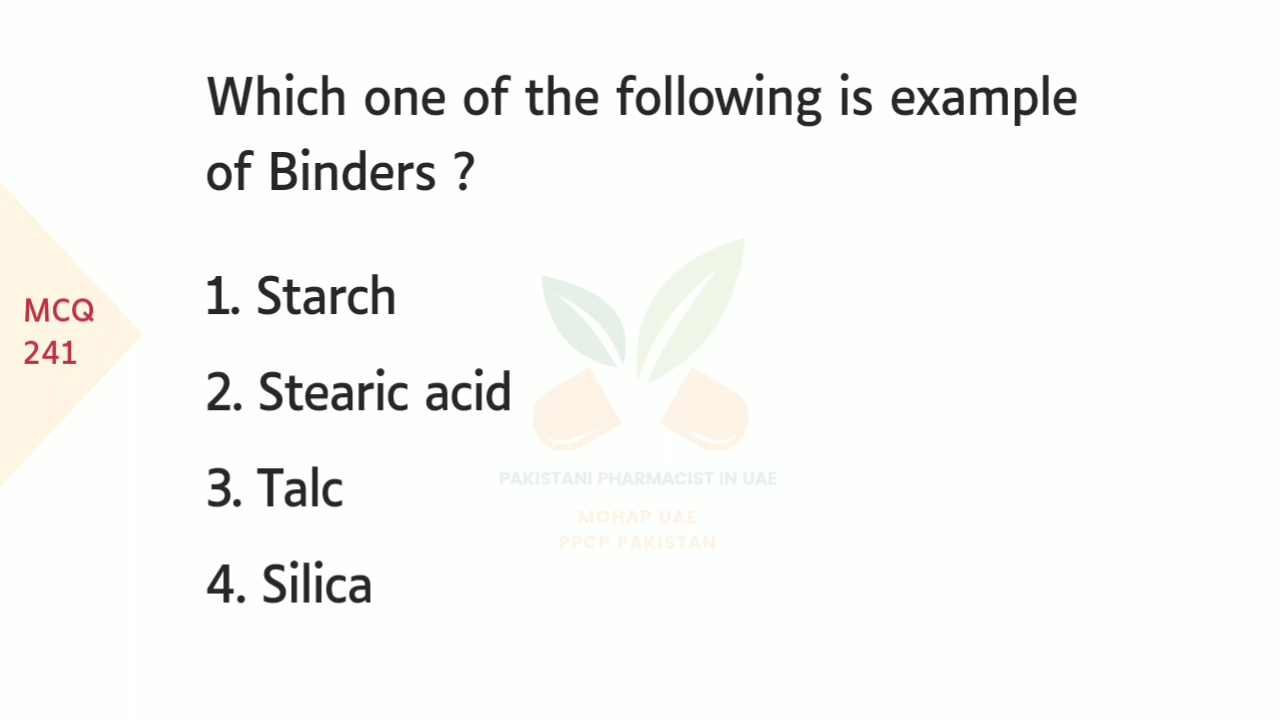 Which one of the following is example
of Binders ?
1. Starch
MCQ
241
2. Stearic acid
3. Talc
PAKISTANI PHARMACIST IN UAE
MOHAP UAE
PPCP PAKISTAN
4. Silica